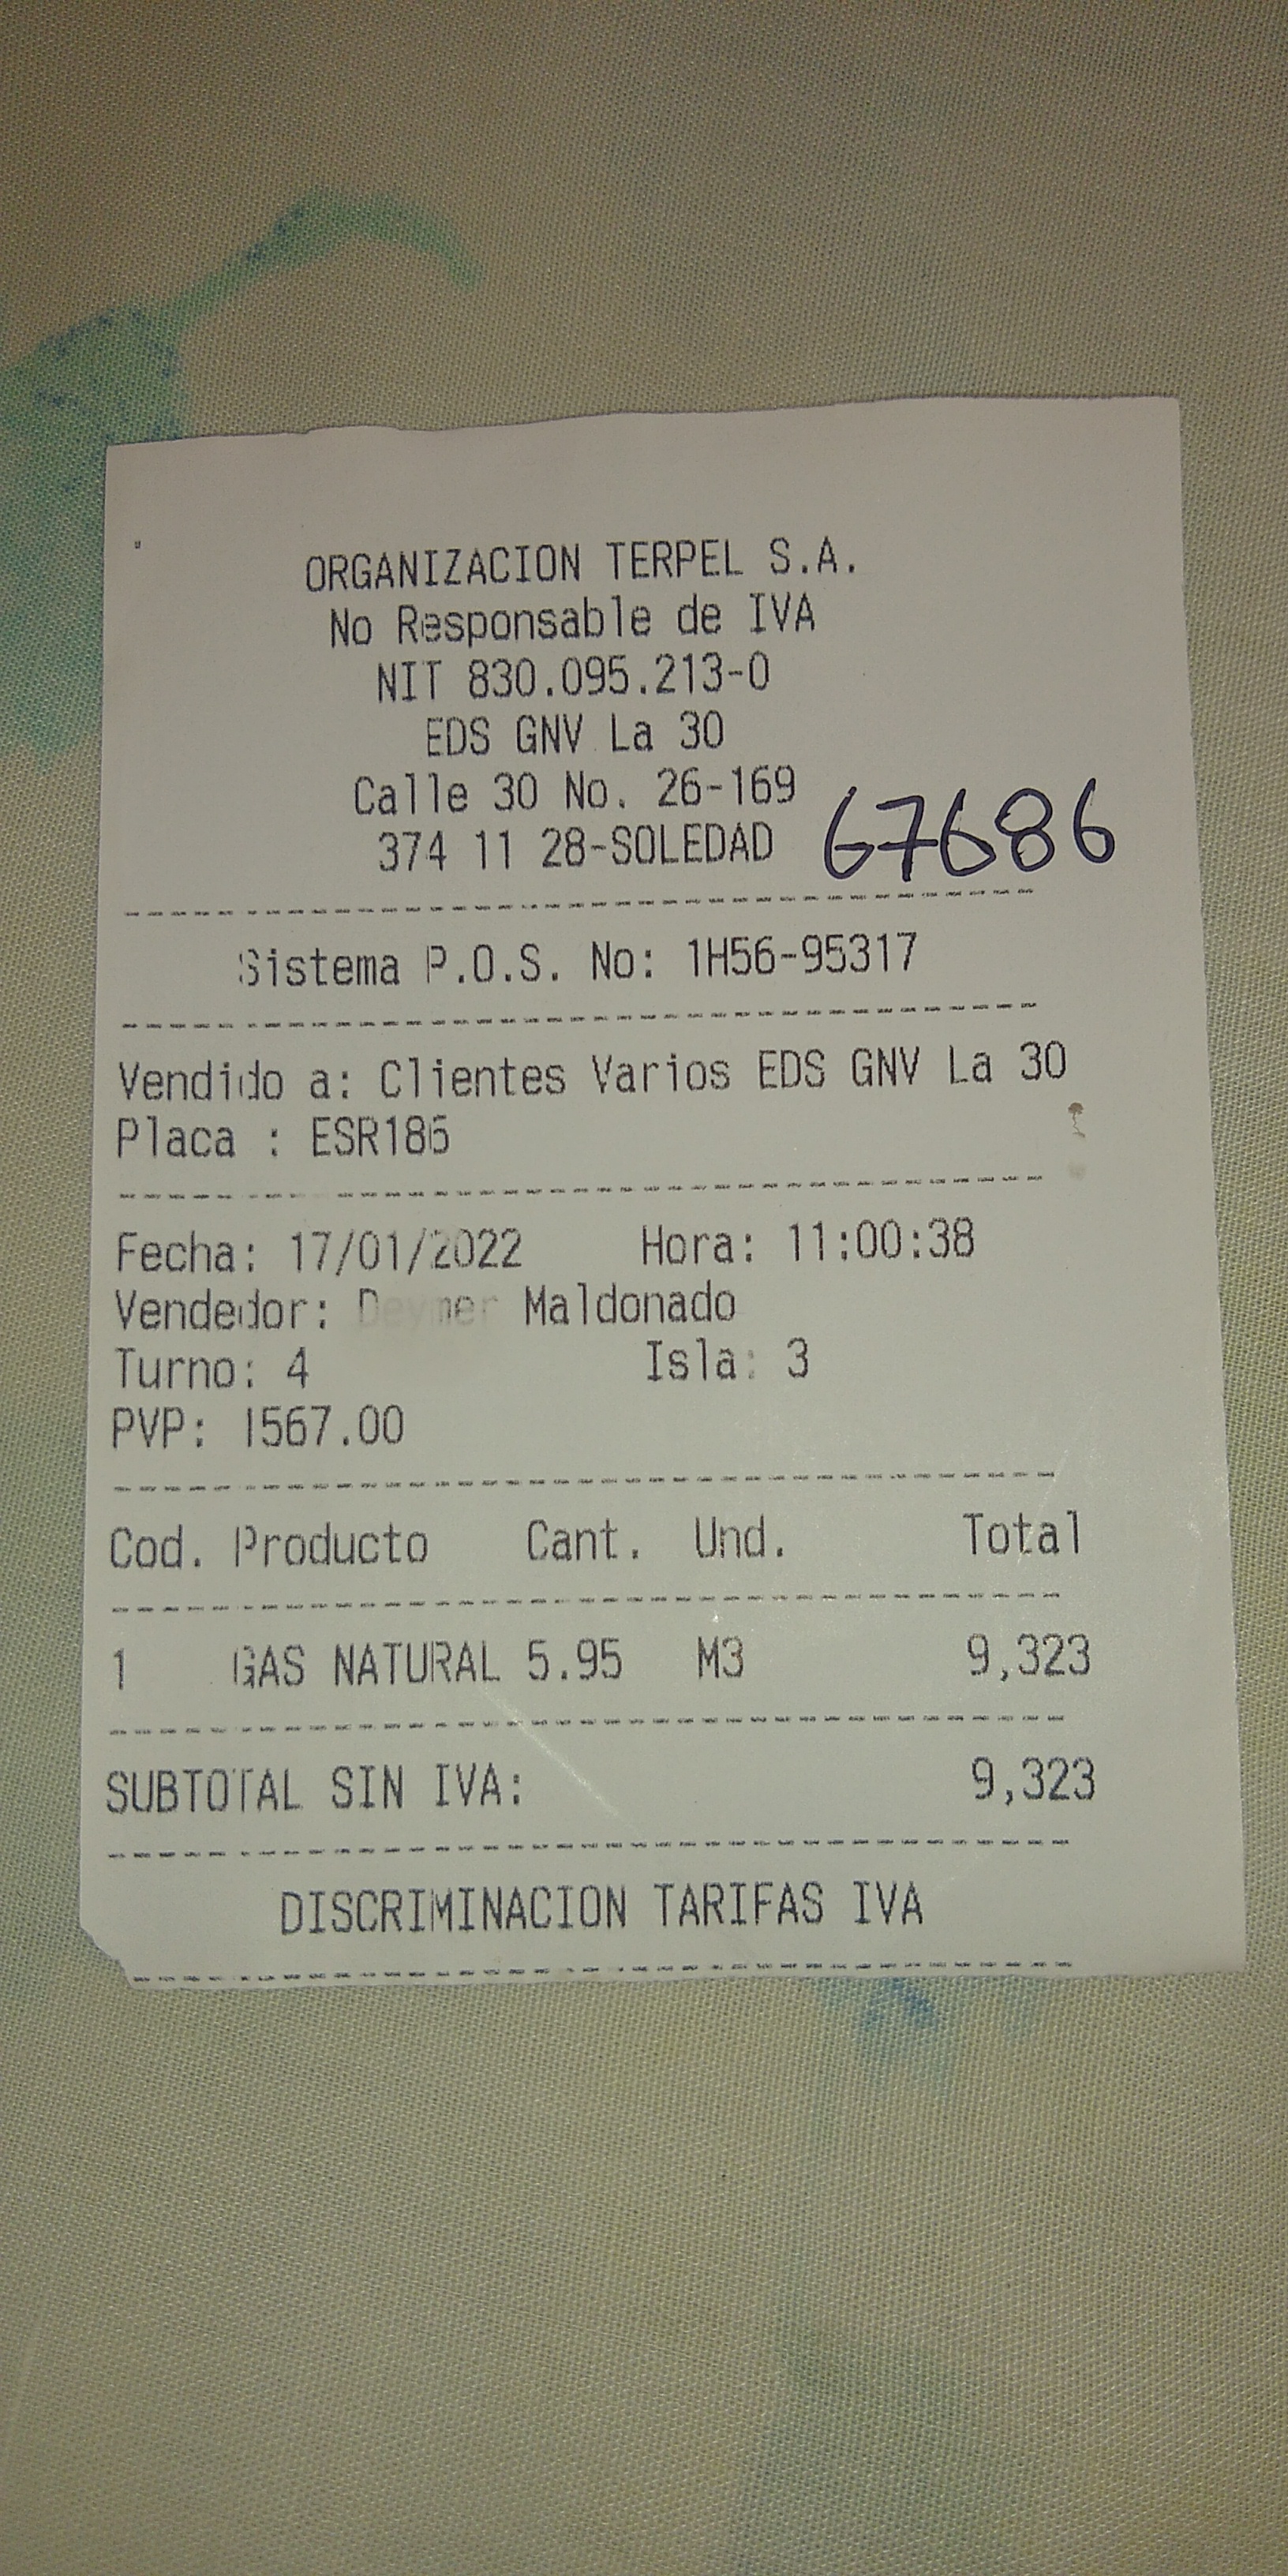 ORGANIZACION TERPEL S.A.
No Responsable de IVA
NIT 830.095.213-0
EDS GNV La 30
Calle 30 No. 26-169
374 11 28-SOLEDAD
67686
Sistema P.O.S. No: 1H56-95317
Vendido a: Clientes Varios EDS GNV La 30
Placa : ESR186
Fecha: 17/01/2022 Hora: 11:00:38
Vendedor: Deymer Maldonado
Turno: 4 Isla: 3
PVP: 1567.00
Cod. Producto Cant. Und. Total
1 GAS NATURAL 5.95 M3 9,323
SUBTOTAL SIN IVA: 9,323
DISCRIMINACION TARIFAS IVA